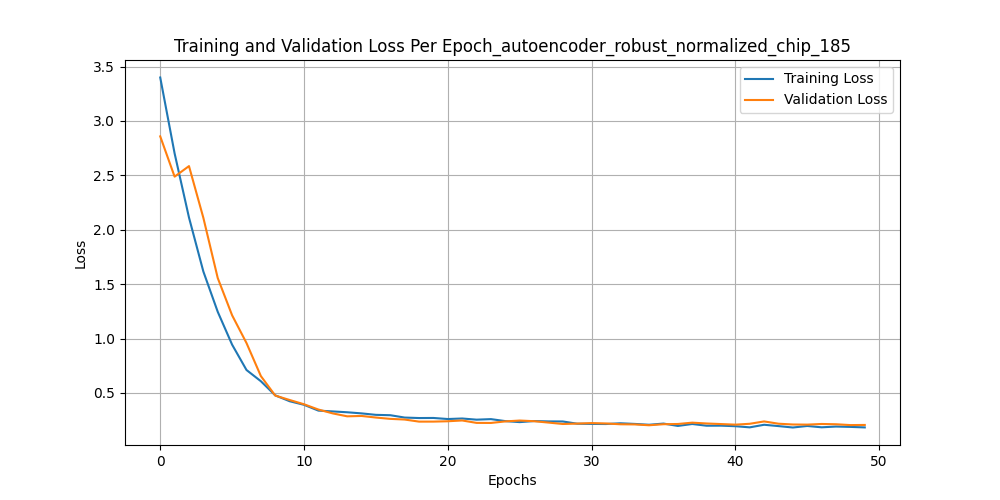 Training and Validation Loss Per Epoch_autoencoder_robust_normalized_chip_185
Training Loss
Validation Loss
Loss
3.5
3.0
2.5
2.0
1.5
1.0
0.5
0
10
20
30
40
50
Epochs